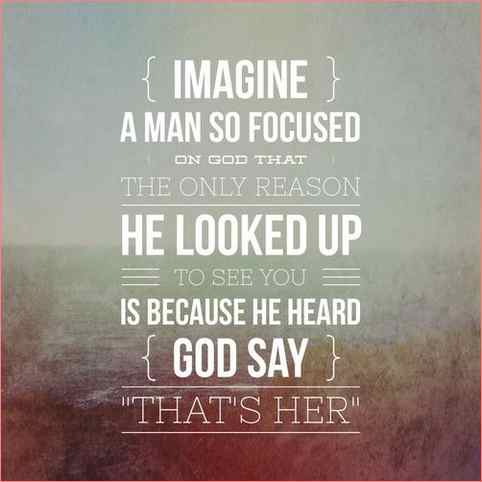 { IMAGINE }
A MAN SO FOCUSED
ON GOD THAT
THE ONLY REASON
HE LOOKED UP
TO SEE YOU
IS BECAUSE HE HEARD
{ GOD SAY }
"THAT'S HER"